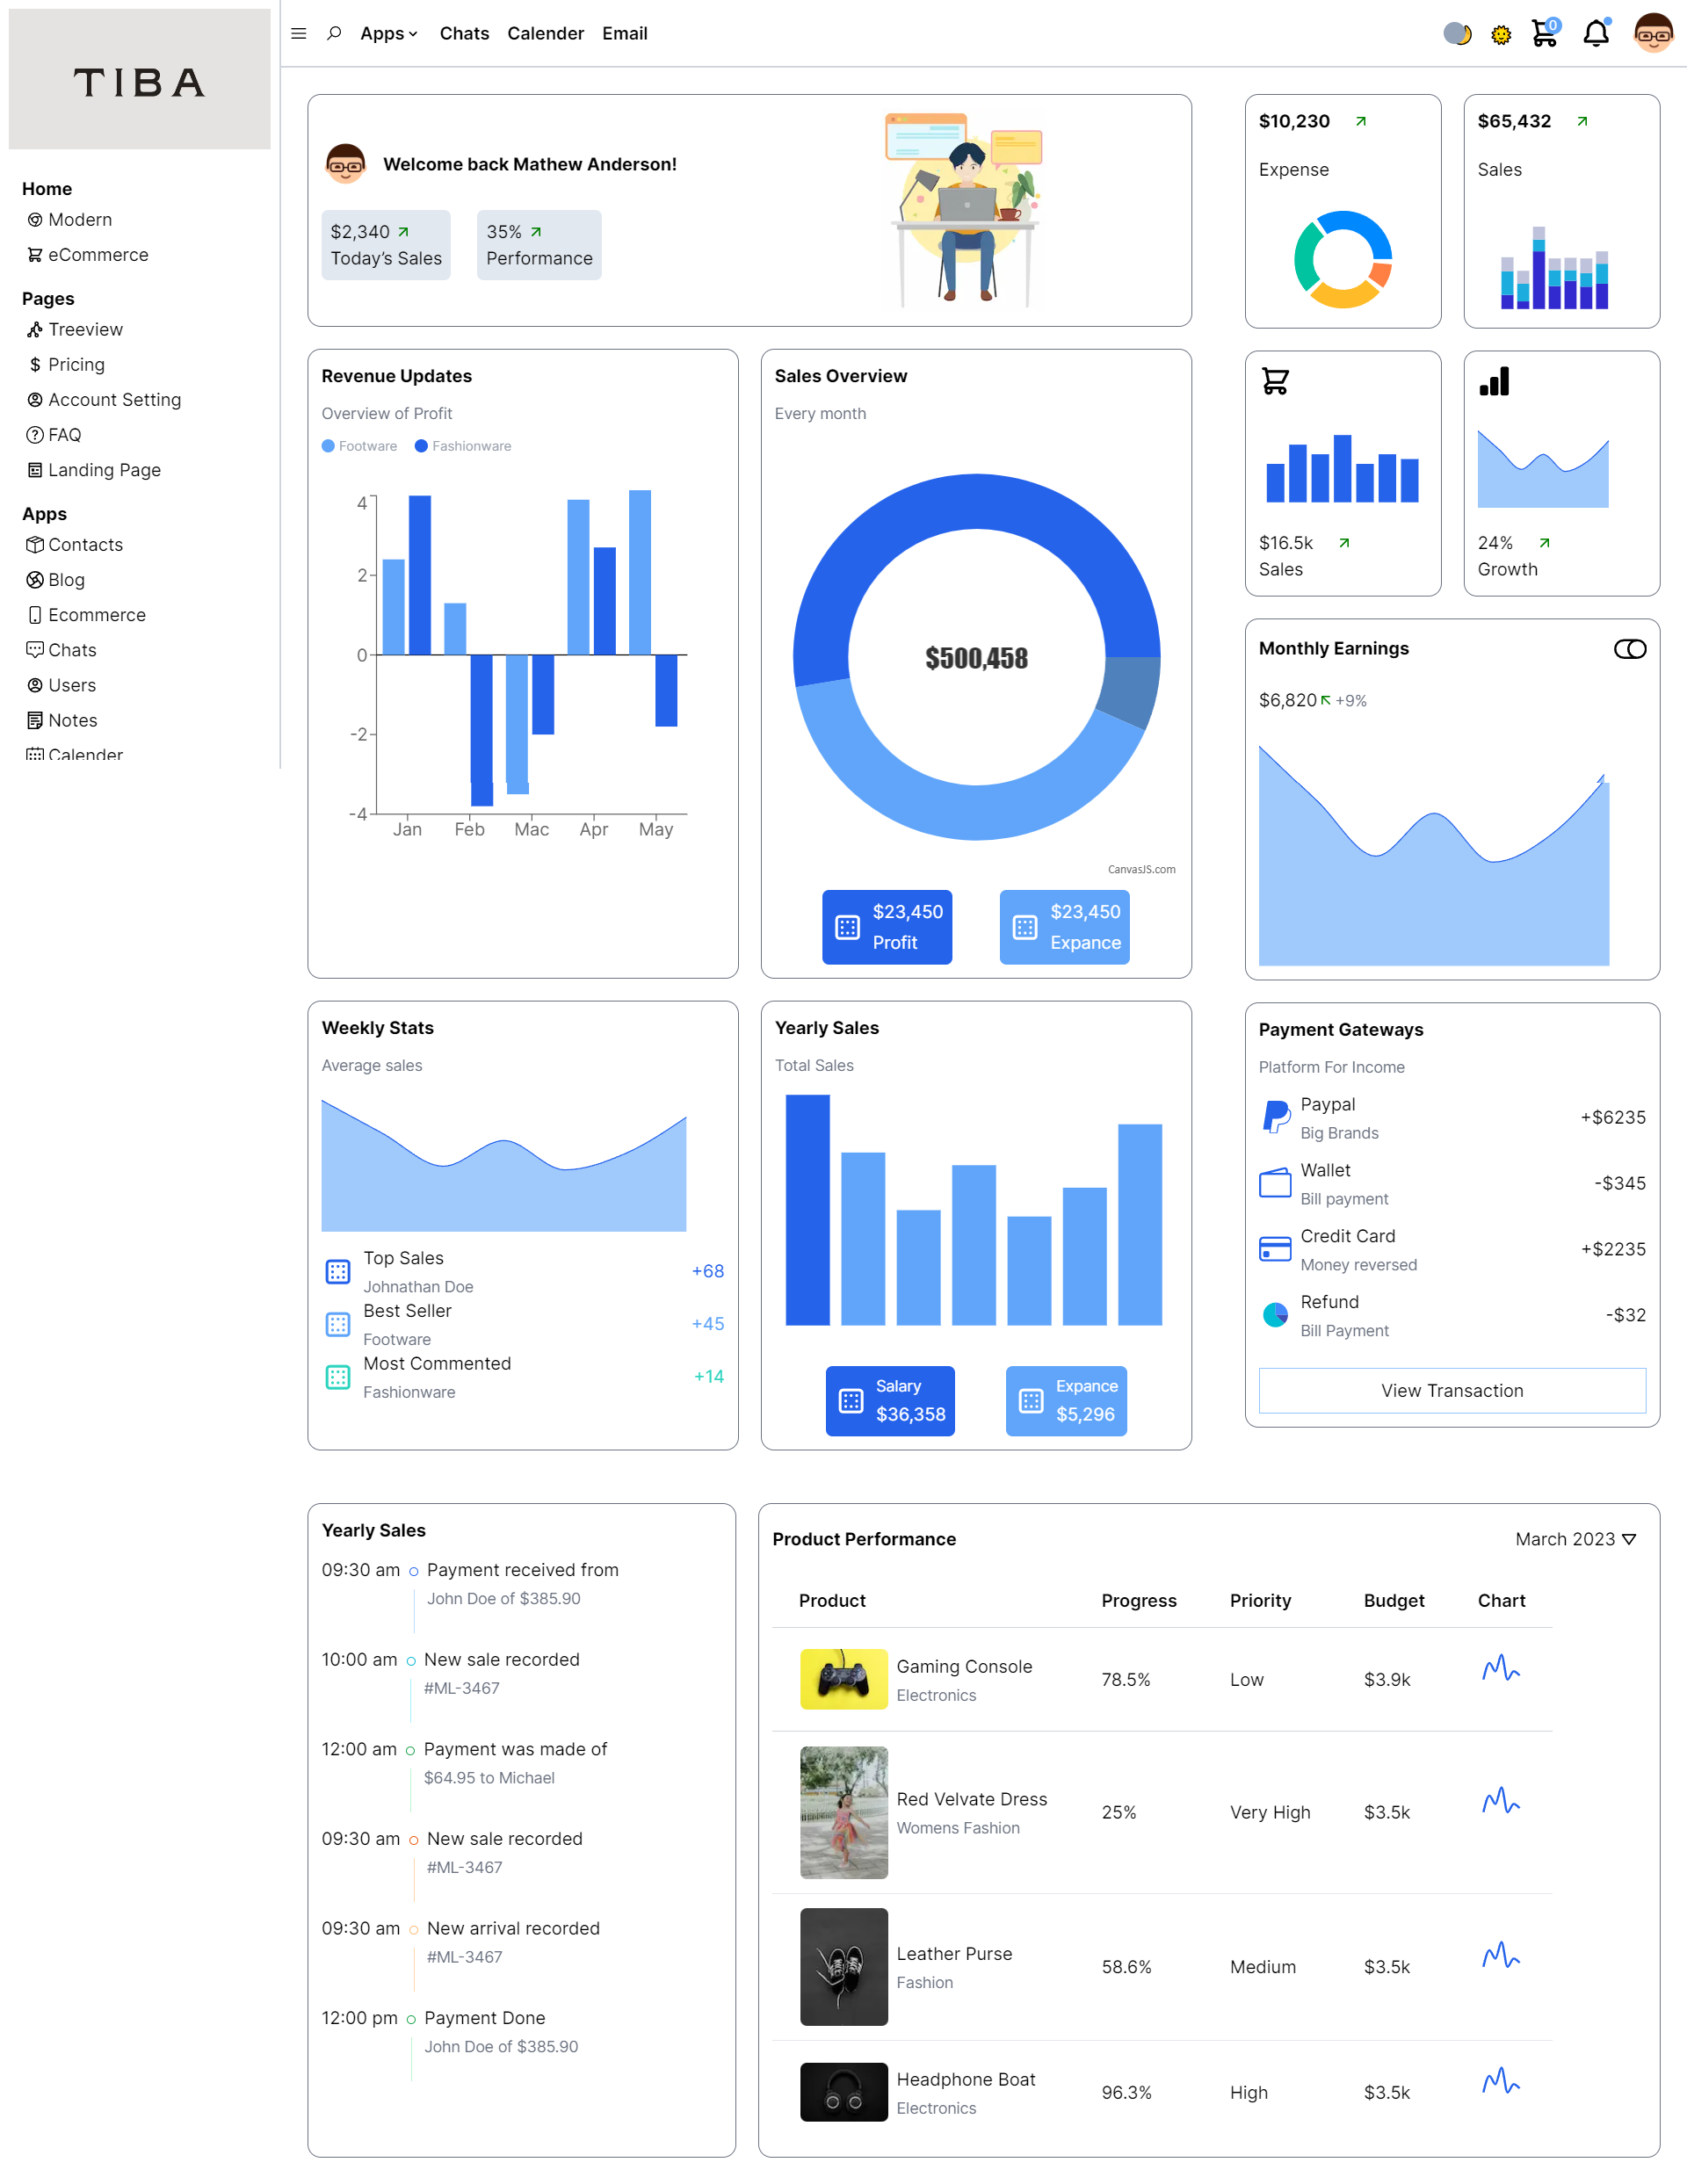 TIBA
Home
Modern
eCommerce
Pages
Treeview
Pricing
Account Setting
FAQ
Landing Page
Apps
Contacts
Blog
Ecommerce
Chats
Users
Notes
Calender
Apps Chats Calender Email
0
Welcome back Mathew Anderson!
$2,340
Today's Sales
35%
Performance
$10,230
Expense
$65,432
Sales
Revenue Updates
Overview of Profit
Footware Fashionware
4
2
0
-2
-4
Jan Feb Mac Apr May
Sales Overview
Every month
$500,458
CanvasJS.com
$23,450
Profit
$23,450
Expance
$16.5k
Sales
24%
Growth
Monthly Earnings
$6,820 +9%
Weekly Stats
Average sales
Top Sales
Johnathan Doe
+68
Best Seller
Footware
+45
Most Commented
Fashionware
+14
Yearly Sales
Total Sales
Salary
$36,358
Expance
$5,296
Payment Gateways
Platform For Income
Paypal
Big Brands
+$6235
Wallet
Bill payment
-$345
Credit Card
Money reversed
+$2235
Refund
Bill Payment
-$32
View Transaction
Yearly Sales
09:30 am Payment received from
John Doe of $385.90
10:00 am New sale recorded
#ML-3467
12:00 am Payment was made of
$64.95 to Michael
09:30 am New sale recorded
#ML-3467
09:30 am New arrival recorded
#ML-3467
12:00 pm Payment Done
John Doe of $385.90
Product Performance
March 2023
Product Progress Priority Budget Chart
Gaming Console
Electronics
78.5% Low $3.9k
Red Velvate Dress
Womens Fashion
25% Very High $3.5k
Leather Purse
Fashion
58.6% Medium $3.5k
Headphone Boat
Electronics
96.3% High $3.5k